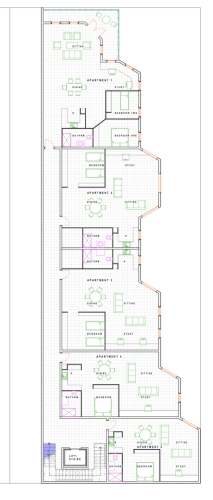 SITTING
APARTMENT 1
DINING
STUDY
K
BEDROOM TWO
BATHRM
BEDROOM ONE
BEDROOM
STUDY
APARTMENT 2
DINING
SITTING
BATHRM
K
BATHRM
K
APARTMENT 3
DINING
SITTING
BEDROOM
STUDY
APARTMENT 4
K
DINING
SITTING
BATHRM
BEDROOM
STUDY
K
DINING
SITTING
LIFT/
BATHRM
BEDROOM
STUDY